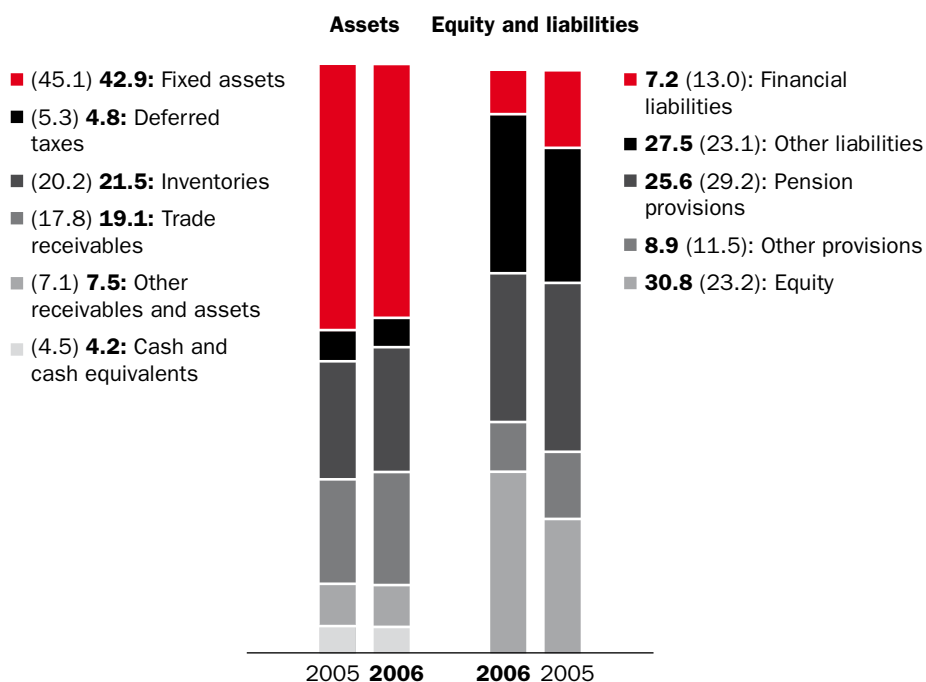 Assets
Equity and liabilities
(45.1) 42.9: Fixed assets
(5.3) 4.8: Deferred
taxes
(20.2) 21.5: Inventories
(17.8) 19.1: Trade
receivables
(7.1) 7.5: Other
receivables and assets
(4.5) 4.2: Cash and
cash equivalents
7.2 (13.0): Financial
liabilities
27.5 (23.1): Other liabilities
25.6 (29.2): Pension
provisions
8.9 (11.5): Other provisions
30.8 (23.2): Equity
2005 2006
2006 2005